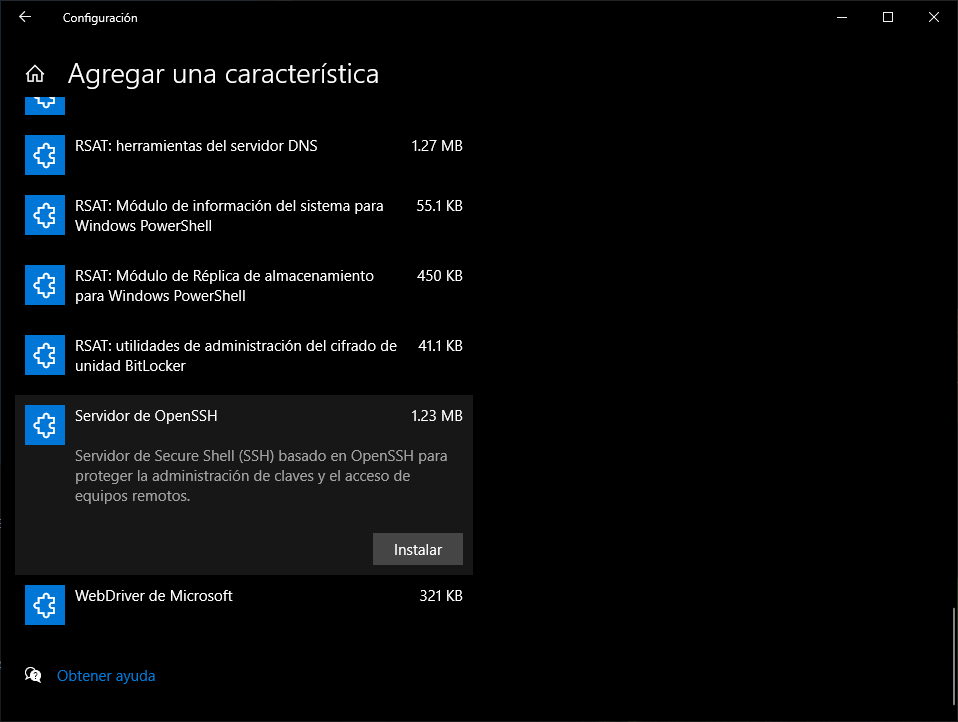 Configuración
Agregar una característica
RSAT: herramientas del servidor DNS 1.27 MB
RSAT: Módulo de información del sistema para 55.1 KB
Windows PowerShell
RSAT: Módulo de Réplica de almacenamiento 450 KB
para Windows PowerShell
RSAT: utilidades de administración del cifrado de 41.1 KB
unidad BitLocker
Servidor de OpenSSH 1.23 MB
Servidor de Secure Shell (SSH) basado en OpenSSH para
proteger la administración de claves y el acceso de
equipos remotos.
Instalar
WebDriver de Microsoft 321 KB
Obtener ayuda